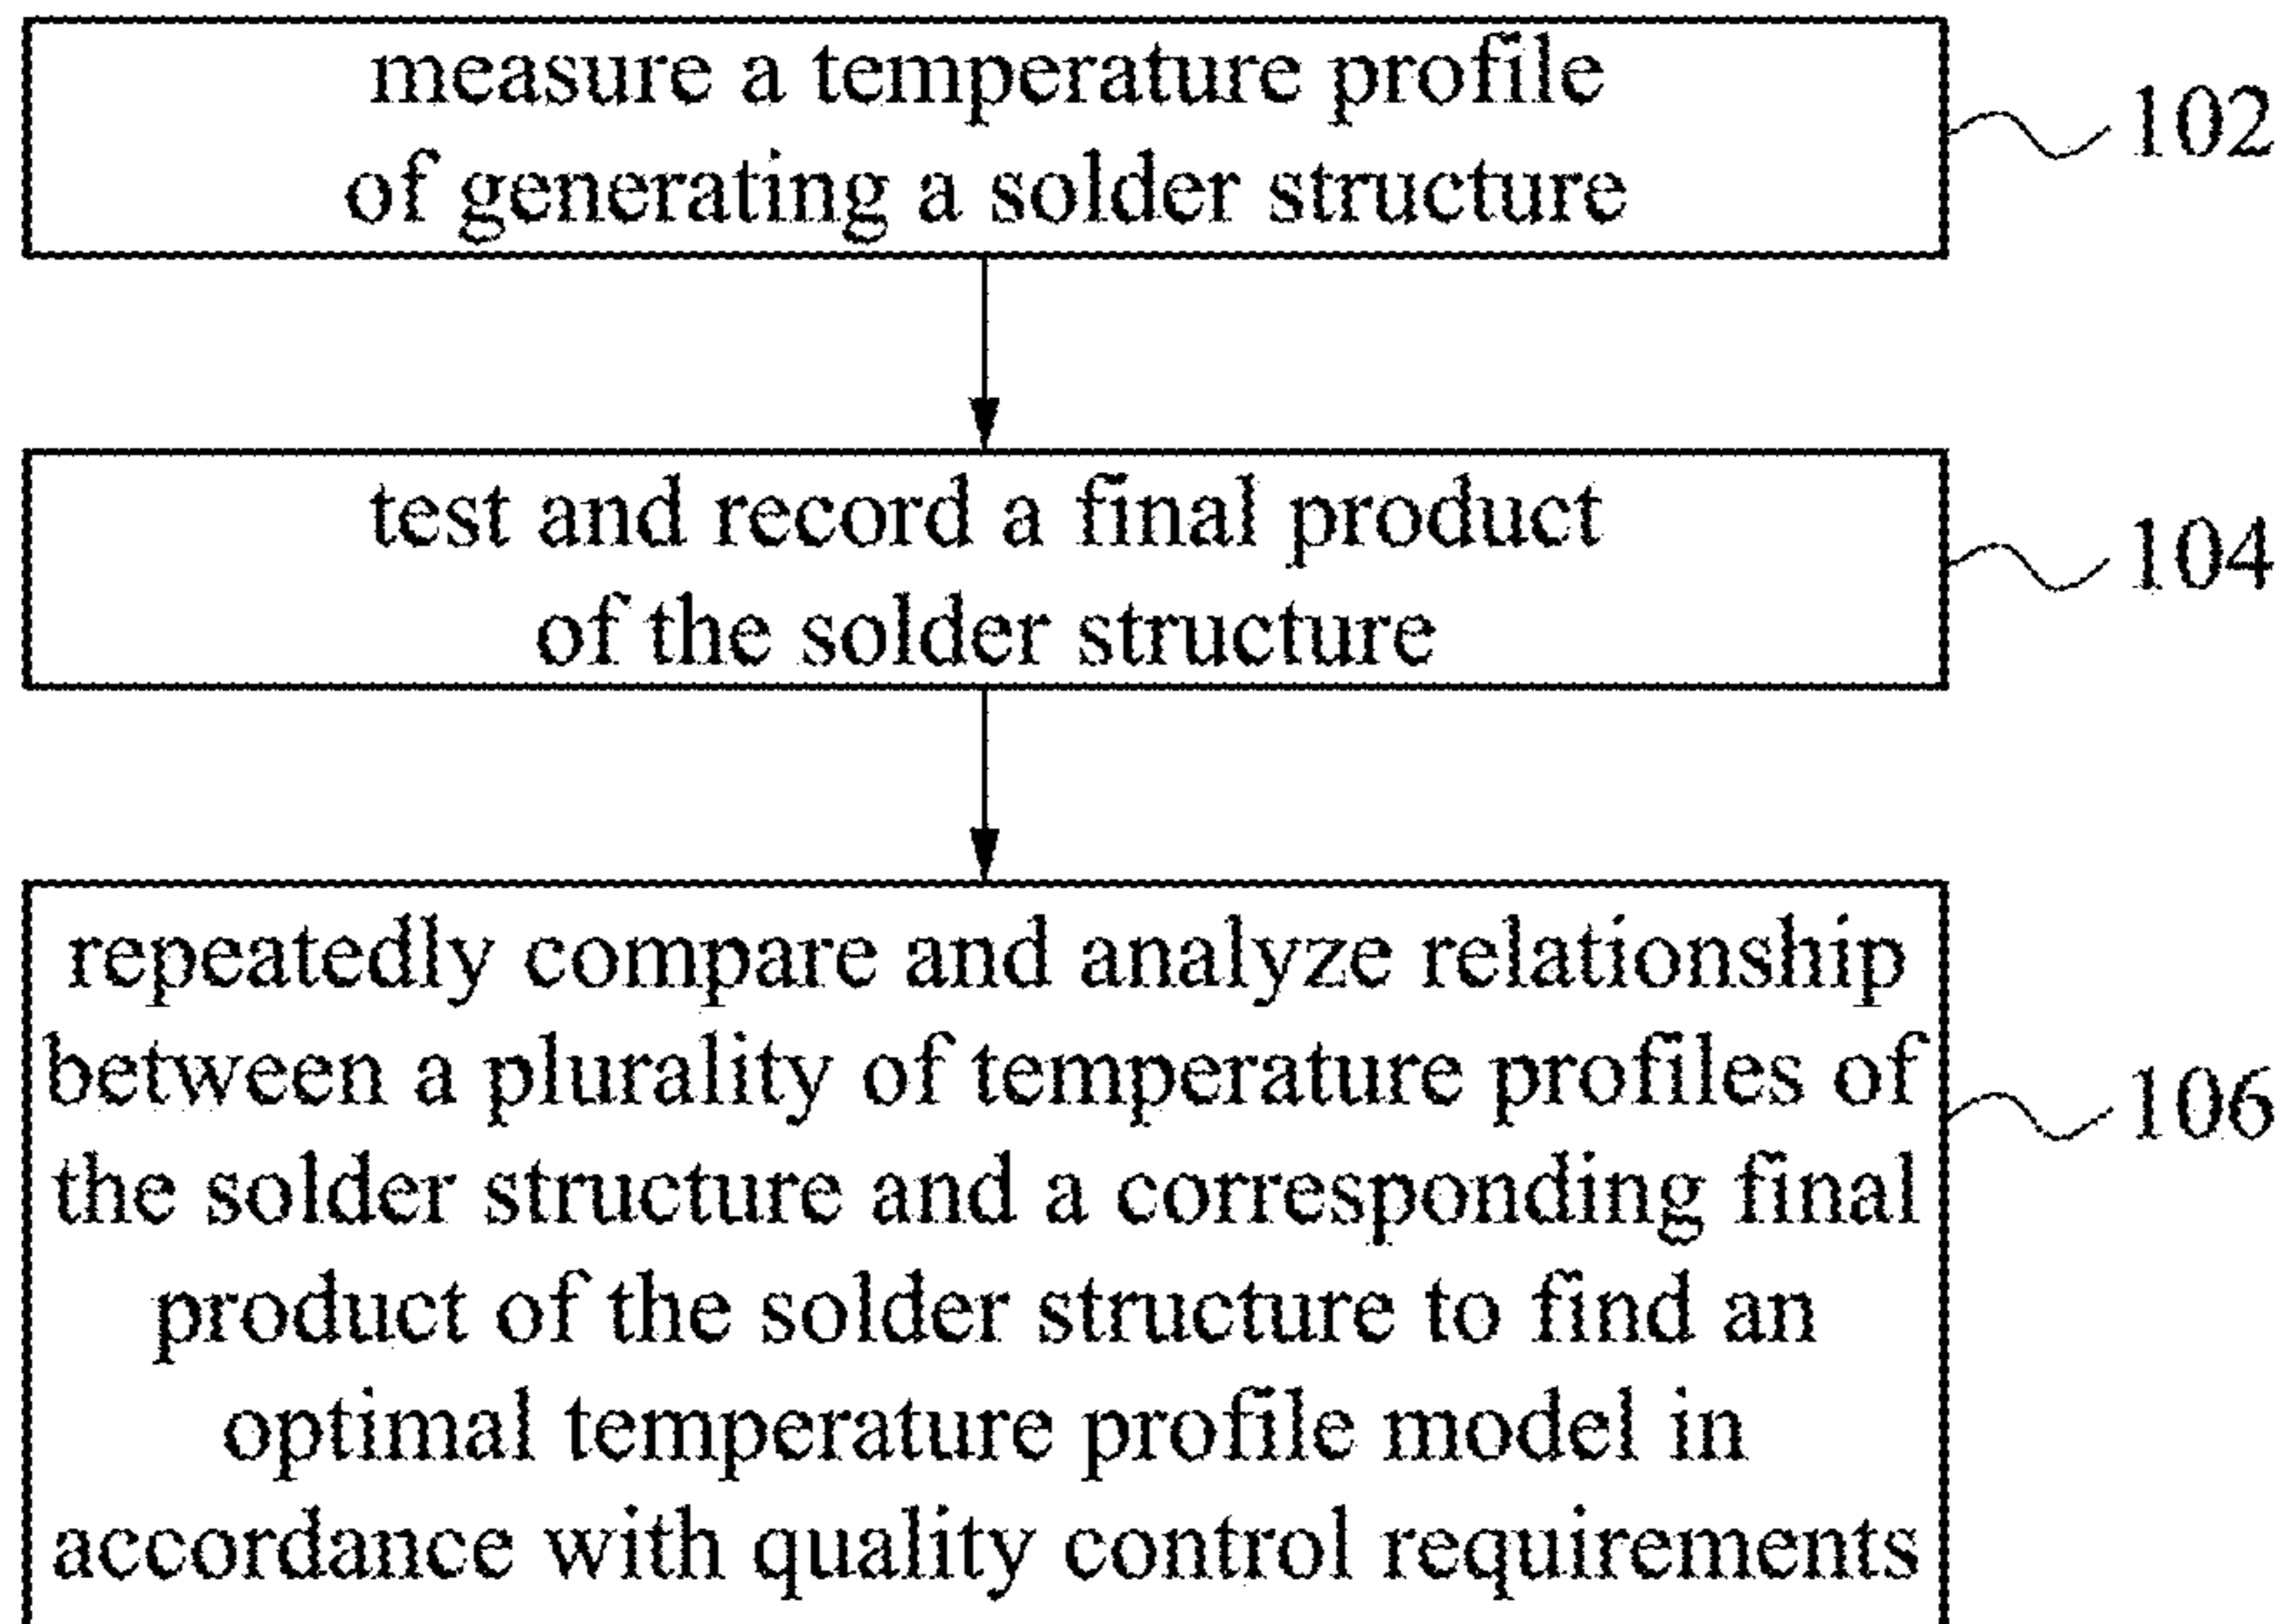 measure a temperature profile
of generating a solder structure
102
test and record a final product
of the solder structure
104
repeatedly compare and analyze relationship
between a plurality of temperature profiles of
the solder structure and a corresponding final
product of the solder structure to find an
optimal temperature profile model in
accordance with quality control requirements
106